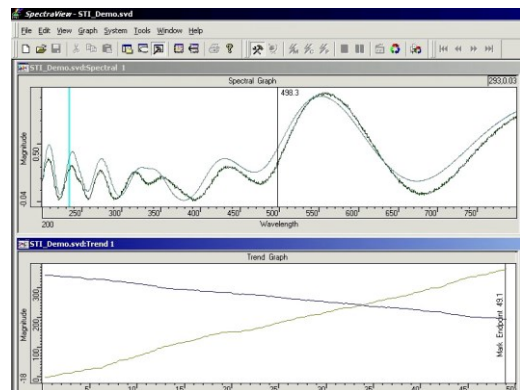 SpectraView - STI_Demo.svd
File Edit View Graph System Tools Window Help
STI_Demo.svd:Spectral 1
Spectral Graph
293,0.03
498.3
Magnitude
0.50
-0.04
250 300 350 400 450 500 550 600 650 700 750
200
Wavelength
STI_Demo.svd:Trend 1
Trend Graph
Magnitude
300
200
100
-18
Mark Endpoint 49.1
5 10 15 20 25 30 35 40 45 50